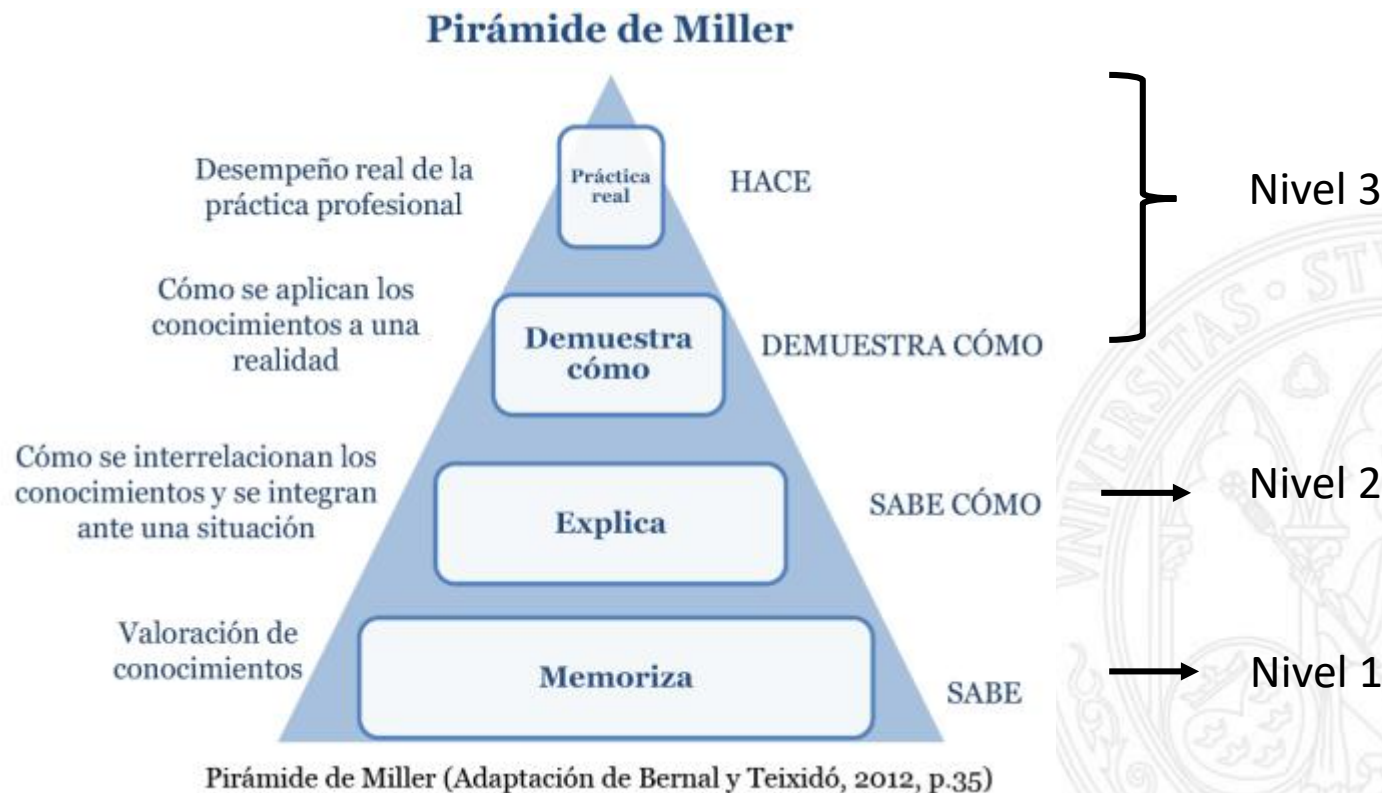 Pirámide de Miller
Desempeño real de la
práctica profesional
Práctica
real
HACE
Nivel 3
Cómo se aplican los
conocimientos a una
realidad
Demuestra
cómo
DEMUESTRA CÓMO
Cómo se interrelacionan los
conocimientos y se integran
ante una situación
Explica
SABE CÓMO
Nivel 2
Valoración de
conocimientos
Memoriza
SABE
Nivel 1
Pirámide de Miller (Adaptación de Bernal y Teixidó, 2012, p.35)